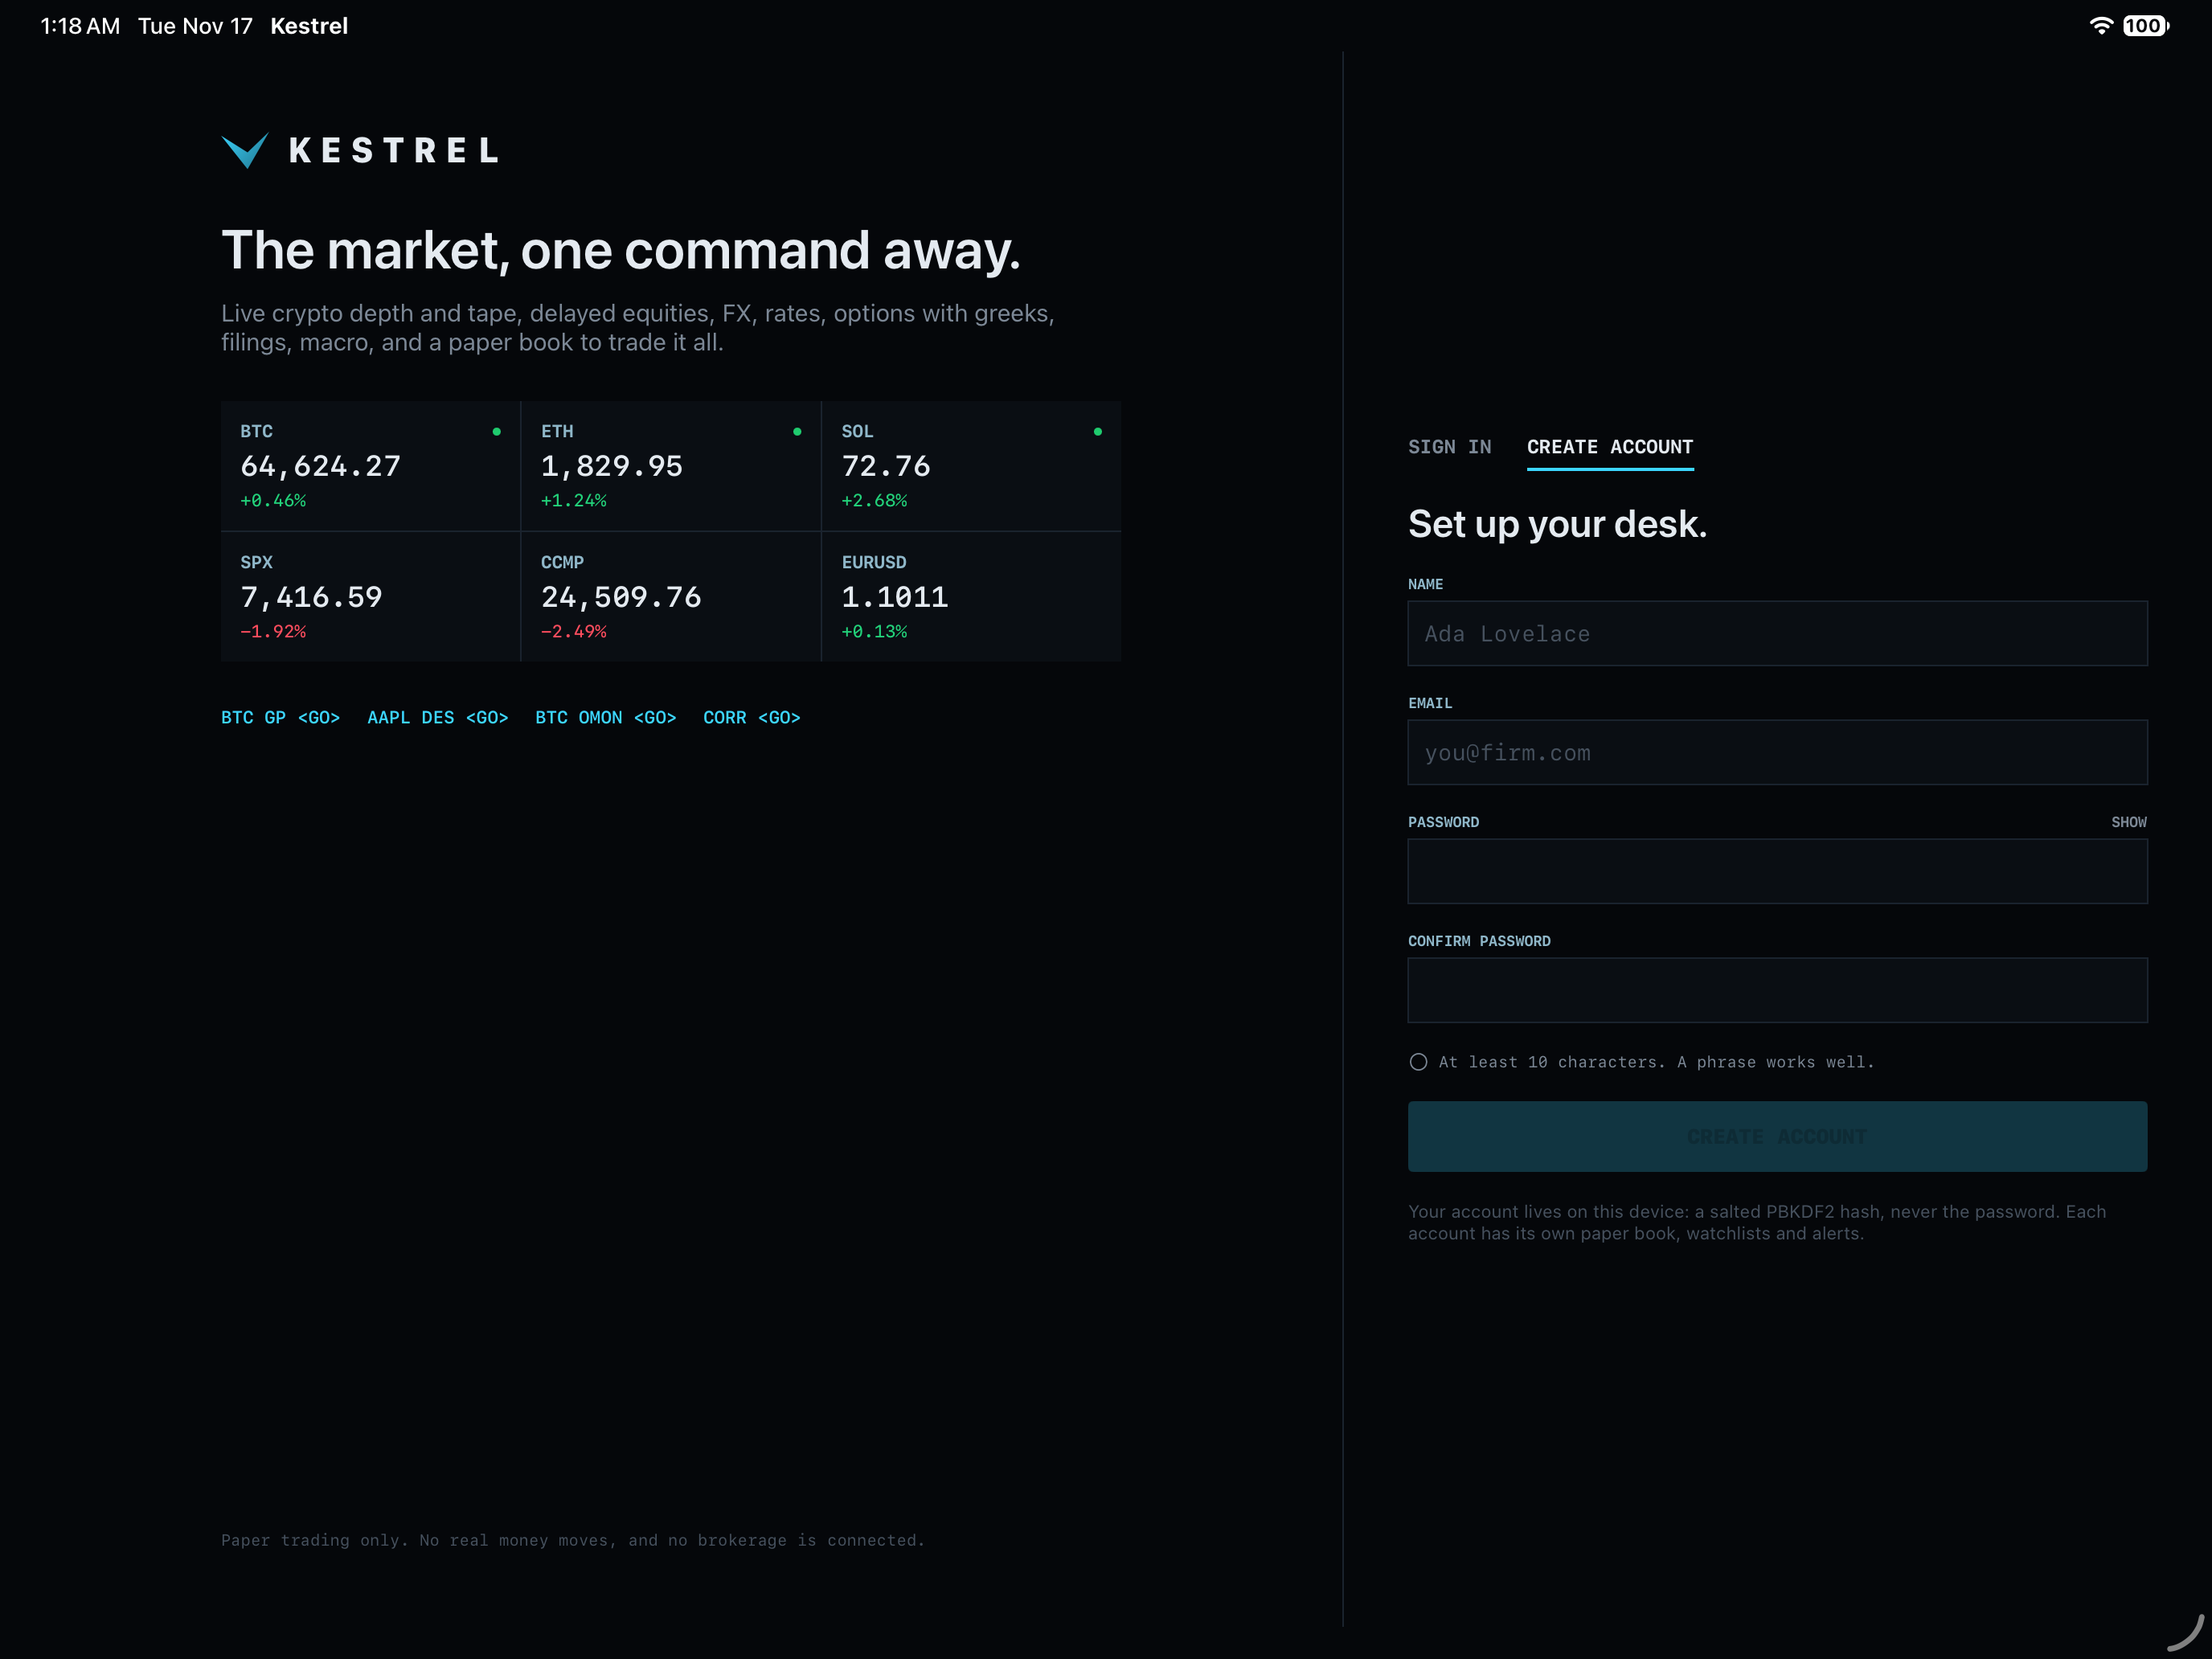 1:18 AM Tue Nov 17 Kestrel
100
KESTREL
The market, one command away.
Live crypto depth and tape, delayed equities, FX, rates, options with greeks,
filings, macro, and a paper book to trade it all.
BTC
64,624.27
+0.46%
ETH
1,829.95
+1.24%
SOL
72.76
+2.68%
SPX
7,416.59
−1.92%
CCMP
24,509.76
−2.49%
EURUSD
1.1011
+0.13%
BTC GP <GO> AAPL DES <GO> BTC OMON <GO> CORR <GO>
Paper trading only. No real money moves, and no brokerage is connected.
SIGN IN CREATE ACCOUNT
Set up your desk.
NAME
Ada Lovelace
EMAIL
you@firm.com
PASSWORD SHOW
CONFIRM PASSWORD
At least 10 characters. A phrase works well.
CREATE ACCOUNT
Your account lives on this device: a salted PBKDF2 hash, never the password. Each
account has its own paper book, watchlists and alerts.